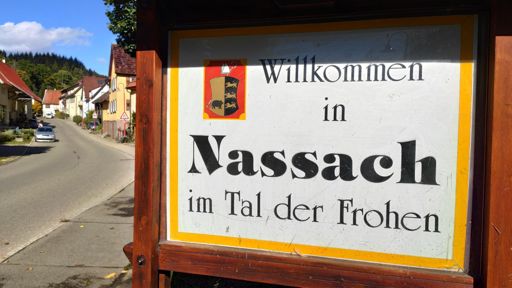 Willkommen
in
Nassach
im Tal der Frohen